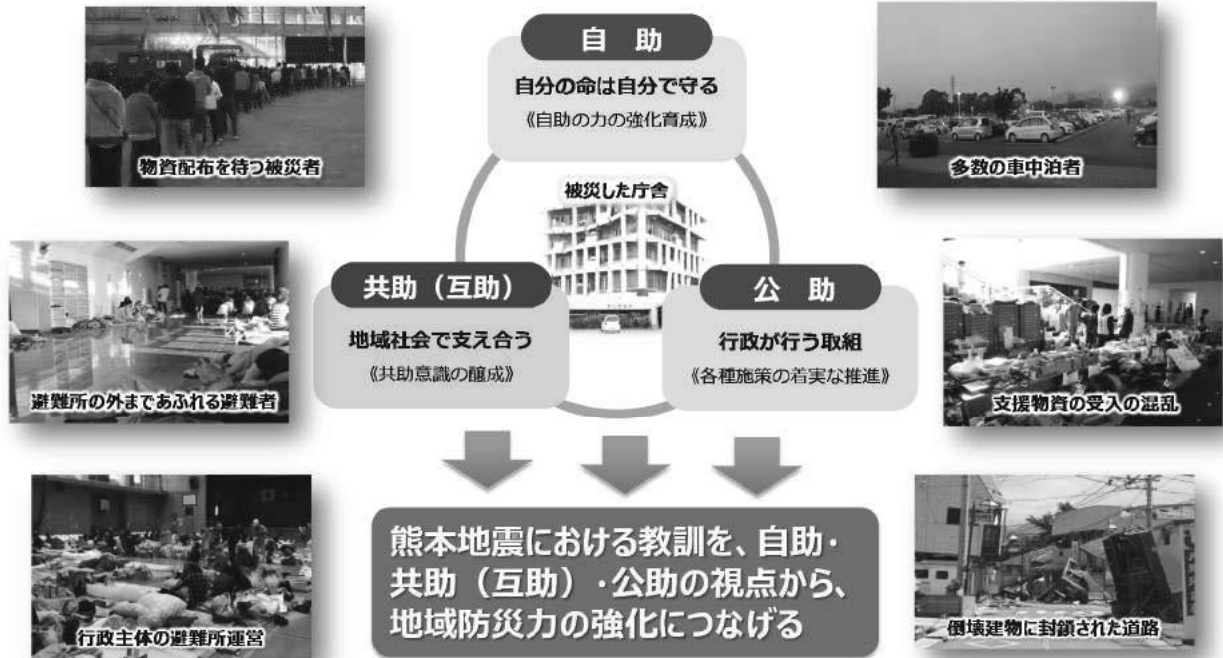 自 助
自分の命は自分で守る
《自助の力の強化育成》
物資配布を待つ被災者
多数の車中泊者
被災した庁舎
共助（互助）
地域社会で支え合う
《共助意識の醸成》
公 助
行政が行う取組
《各種施策の着実な推進》
避難所の外まであふれる避難者
支援物資の受入の混乱
熊本地震における教訓を、自助・
共助（互助）・公助の視点から、
地域防災力の強化につなげる
行政主体の避難所運営
倒壊建物に封鎖された道路